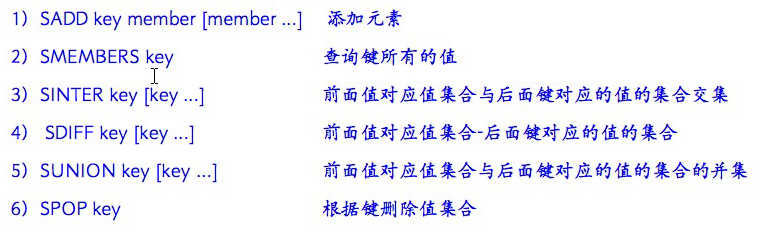 1）SADD key member [member ...] 添加元素
2）SMEMBERS key 查询键所有的值
3）SINTER key [key ...] 前面值对应值集合与后面键对应的值的集合交集
4） SDIFF key [key ...] 前面值对应值集合-后面键对应的值的集合
5）SUNION key [key ...] 前面值对应值集合与后面键对应的值的集合的并集
6）SPOP key 根据键删除值集合